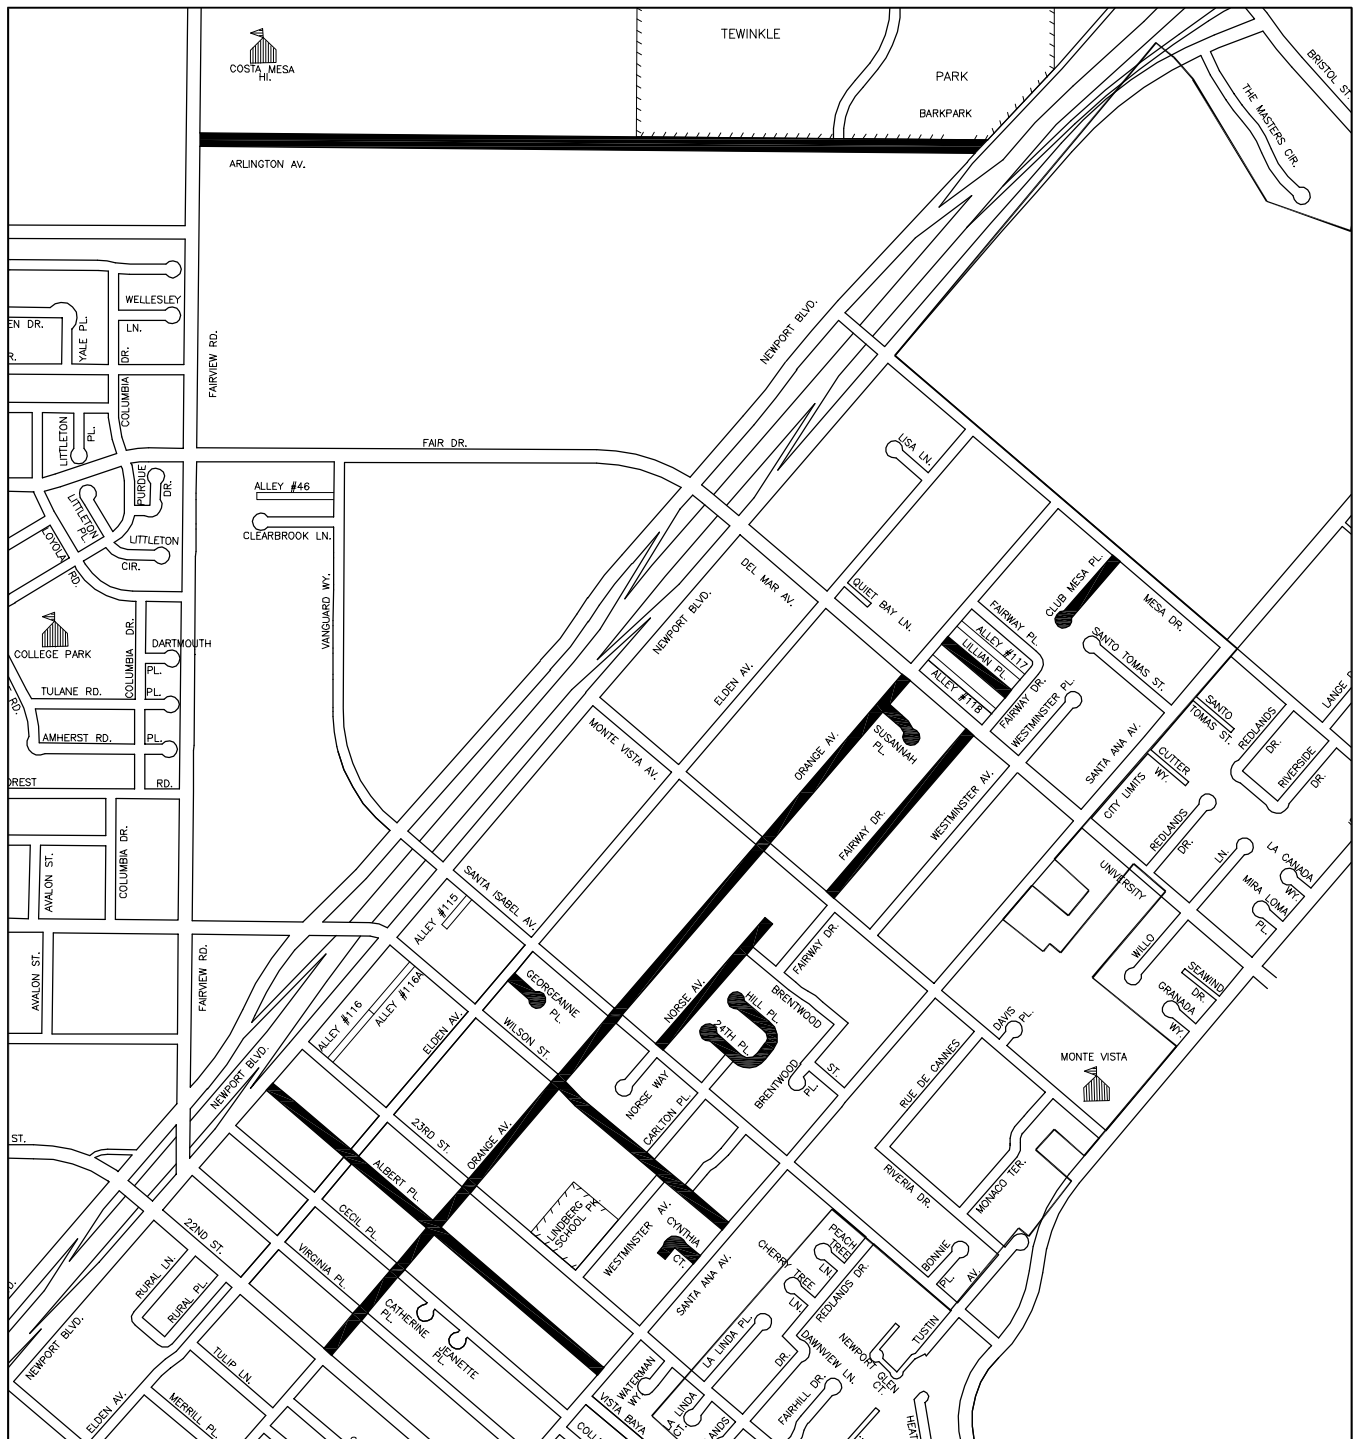 TEWINKLE
COSTA MESA
HI.
PARK
BARKPARK
BRISTOL ST.
THE MASTERS CIR.
ARLINGTON AV.
WELLESLEY
LN.
EN DR.
YALE PL.
DR.
R.
COLUMBIA
FAIRVIEW RD.
NEWPORT BLVD.
LITTLETON
PL.
FAIR DR.
LISA LN.
PURDUE
DR.
ALLEY #46
LITTLETON
PL.
CLEARBROOK LN.
LITTLETON
CIR.
LOYOLA
RD.
VANGUARD WY.
DEL MAR AV.
QUIET BAY LN.
CLUB MESA PL.
MESA DR.
NEWPORT BLVD.
FAIRWAY PL.
ALLEY #117
LILLIAN PL.
ALLEY #118
SANTO TOMAS ST.
COLLEGE PARK
COLUMBIA DR.
DARTMOUTH
PL.
TULANE RD.
PL.
RD.
AMHERST RD.
PL.
OREST
RD.
ELDEN AV.
FAIRWAY DR.
WESTMINSTER PL.
SANTO
TOMAS ST.
LANGE
REDLANDS
DR.
RIVERSIDE
DR.
MONTE VISTA AV.
ORANGE AV.
SUSANNAH
PL.
SANTA ANA AV.
CITY LIMITS
CUTTER
WY.
FAIRWAY DR.
WESTMINSTER AV.
REDLANDS
DR.
LN.
LA CANADA
WY.
AVALON ST.
COLUMBIA DR.
SANTA ISABEL AV.
UNIVERSITY
MIRA LOMA
PL.
ALLEY #115
FAIRWAY DR.
WILLO
AVALON ST.
FAIRVIEW RD.
ALLEY #116A
ALLEY #116
GEORGEANNE
PL.
NORSE AV.
HILL PL.
24TH PL.
BRENTWOOD
ST.
SEAWIND
DR.
GRANADA
WY.
DAVIS
PL.
ELDEN AV.
WILSON ST.
NEWPORT BLVD.
MONTE VISTA
RUE DE CANNES
BRENTWOOD
PL.
NORSE WAY
CARLTON PL.
ST.
23RD ST.
ORANGE AV.
ALBERT PL.
RIVERIA DR.
MONACO TER.
CECIL PL.
LINDBERG
SCHOOL PK
WESTMINSTER AV.
CYNTHIA
CT.
22ND ST.
VIRGINIA PL.
RURAL LN.
RURAL PL.
SANTA ANA AV.
CHERRY TREE
LN.
PEACH
TREE
LN.
REDLANDS DR.
BONNIE
PL.
AV.
TUSTIN
D.
NEWPORT BLVD.
CATHERINE
PL.
JEANETTE
PL.
LA LINDA PL.
DR.
DAWNVIEW LN.
NEWPORT
GLEN
CT.
TULIP LN.
ELDEN AV.
MERRILL PL.
WATERMAN
WY.
VISTA BAYA
LA LINDA
CT.
FAIRHILL DR.
ANDS
COLL
HEAT